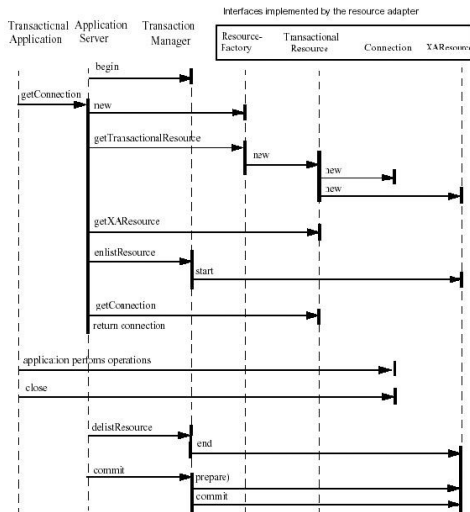 Interfaces implemented by the resource adapter
Transactional Application
Application Server
Transaction Manager
Resource-Factory
Transactional Resource
Connection
XAResource
begin
getConnection
new
getTransactionalResource
new
new
new
getXAResource
enlistResource
start
getConnection
return connection
application performs operations
close
delistResource
end
commit
prepare)
commit